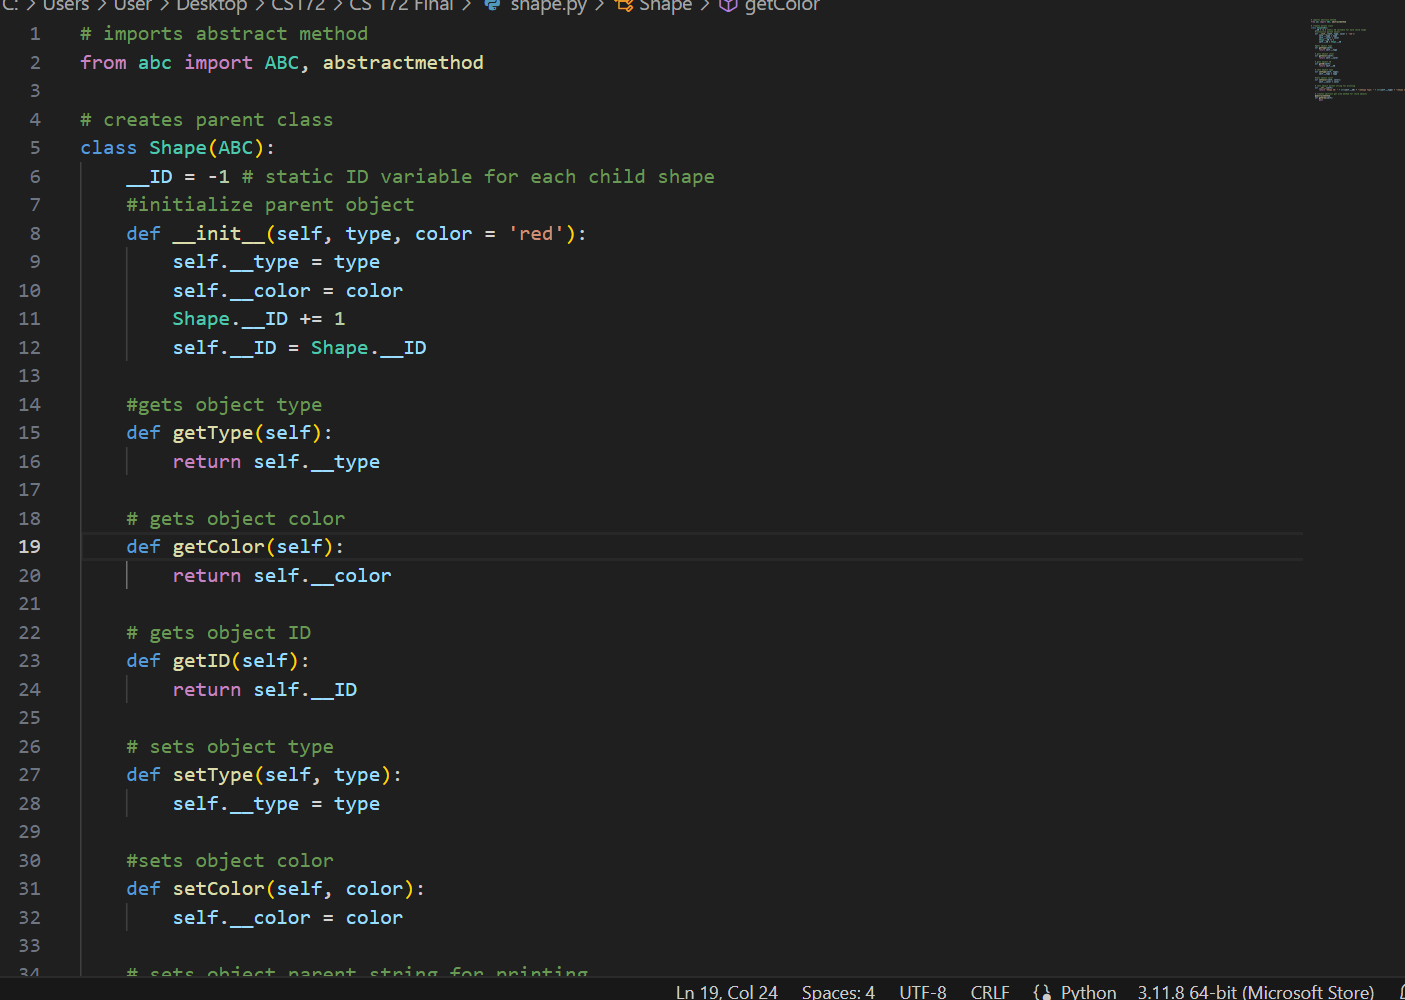 C: > Users > User > Desktop > CS172 > CS 172 Final > shape.py > Shape > getColor
1 # imports abstract method
2 from abc import ABC, abstractmethod
3
4 # creates parent class
5 class Shape(ABC):
6     __ID = -1 # static ID variable for each child shape
7     #initialize parent object
8     def __init__(self, type, color = 'red'):
9         self.__type = type
10         self.__color = color
11         Shape.__ID += 1
12         self.__ID = Shape.__ID
13
14     #gets object type
15     def getType(self):
16         return self.__type
17
18     # gets object color
19     def getColor(self):
20         return self.__color
21
22     # gets object ID
23     def getID(self):
24         return self.__ID
25
26     # sets object type
27     def setType(self, type):
28         self.__type = type
29
30     #sets object color
31     def setColor(self, color):
32         self.__color = color
33
34     # sets object parent string for printing
Ln 19, Col 24 Spaces: 4 UTF-8 CRLF {} Python 3.11.8 64-bit (Microsoft Store)